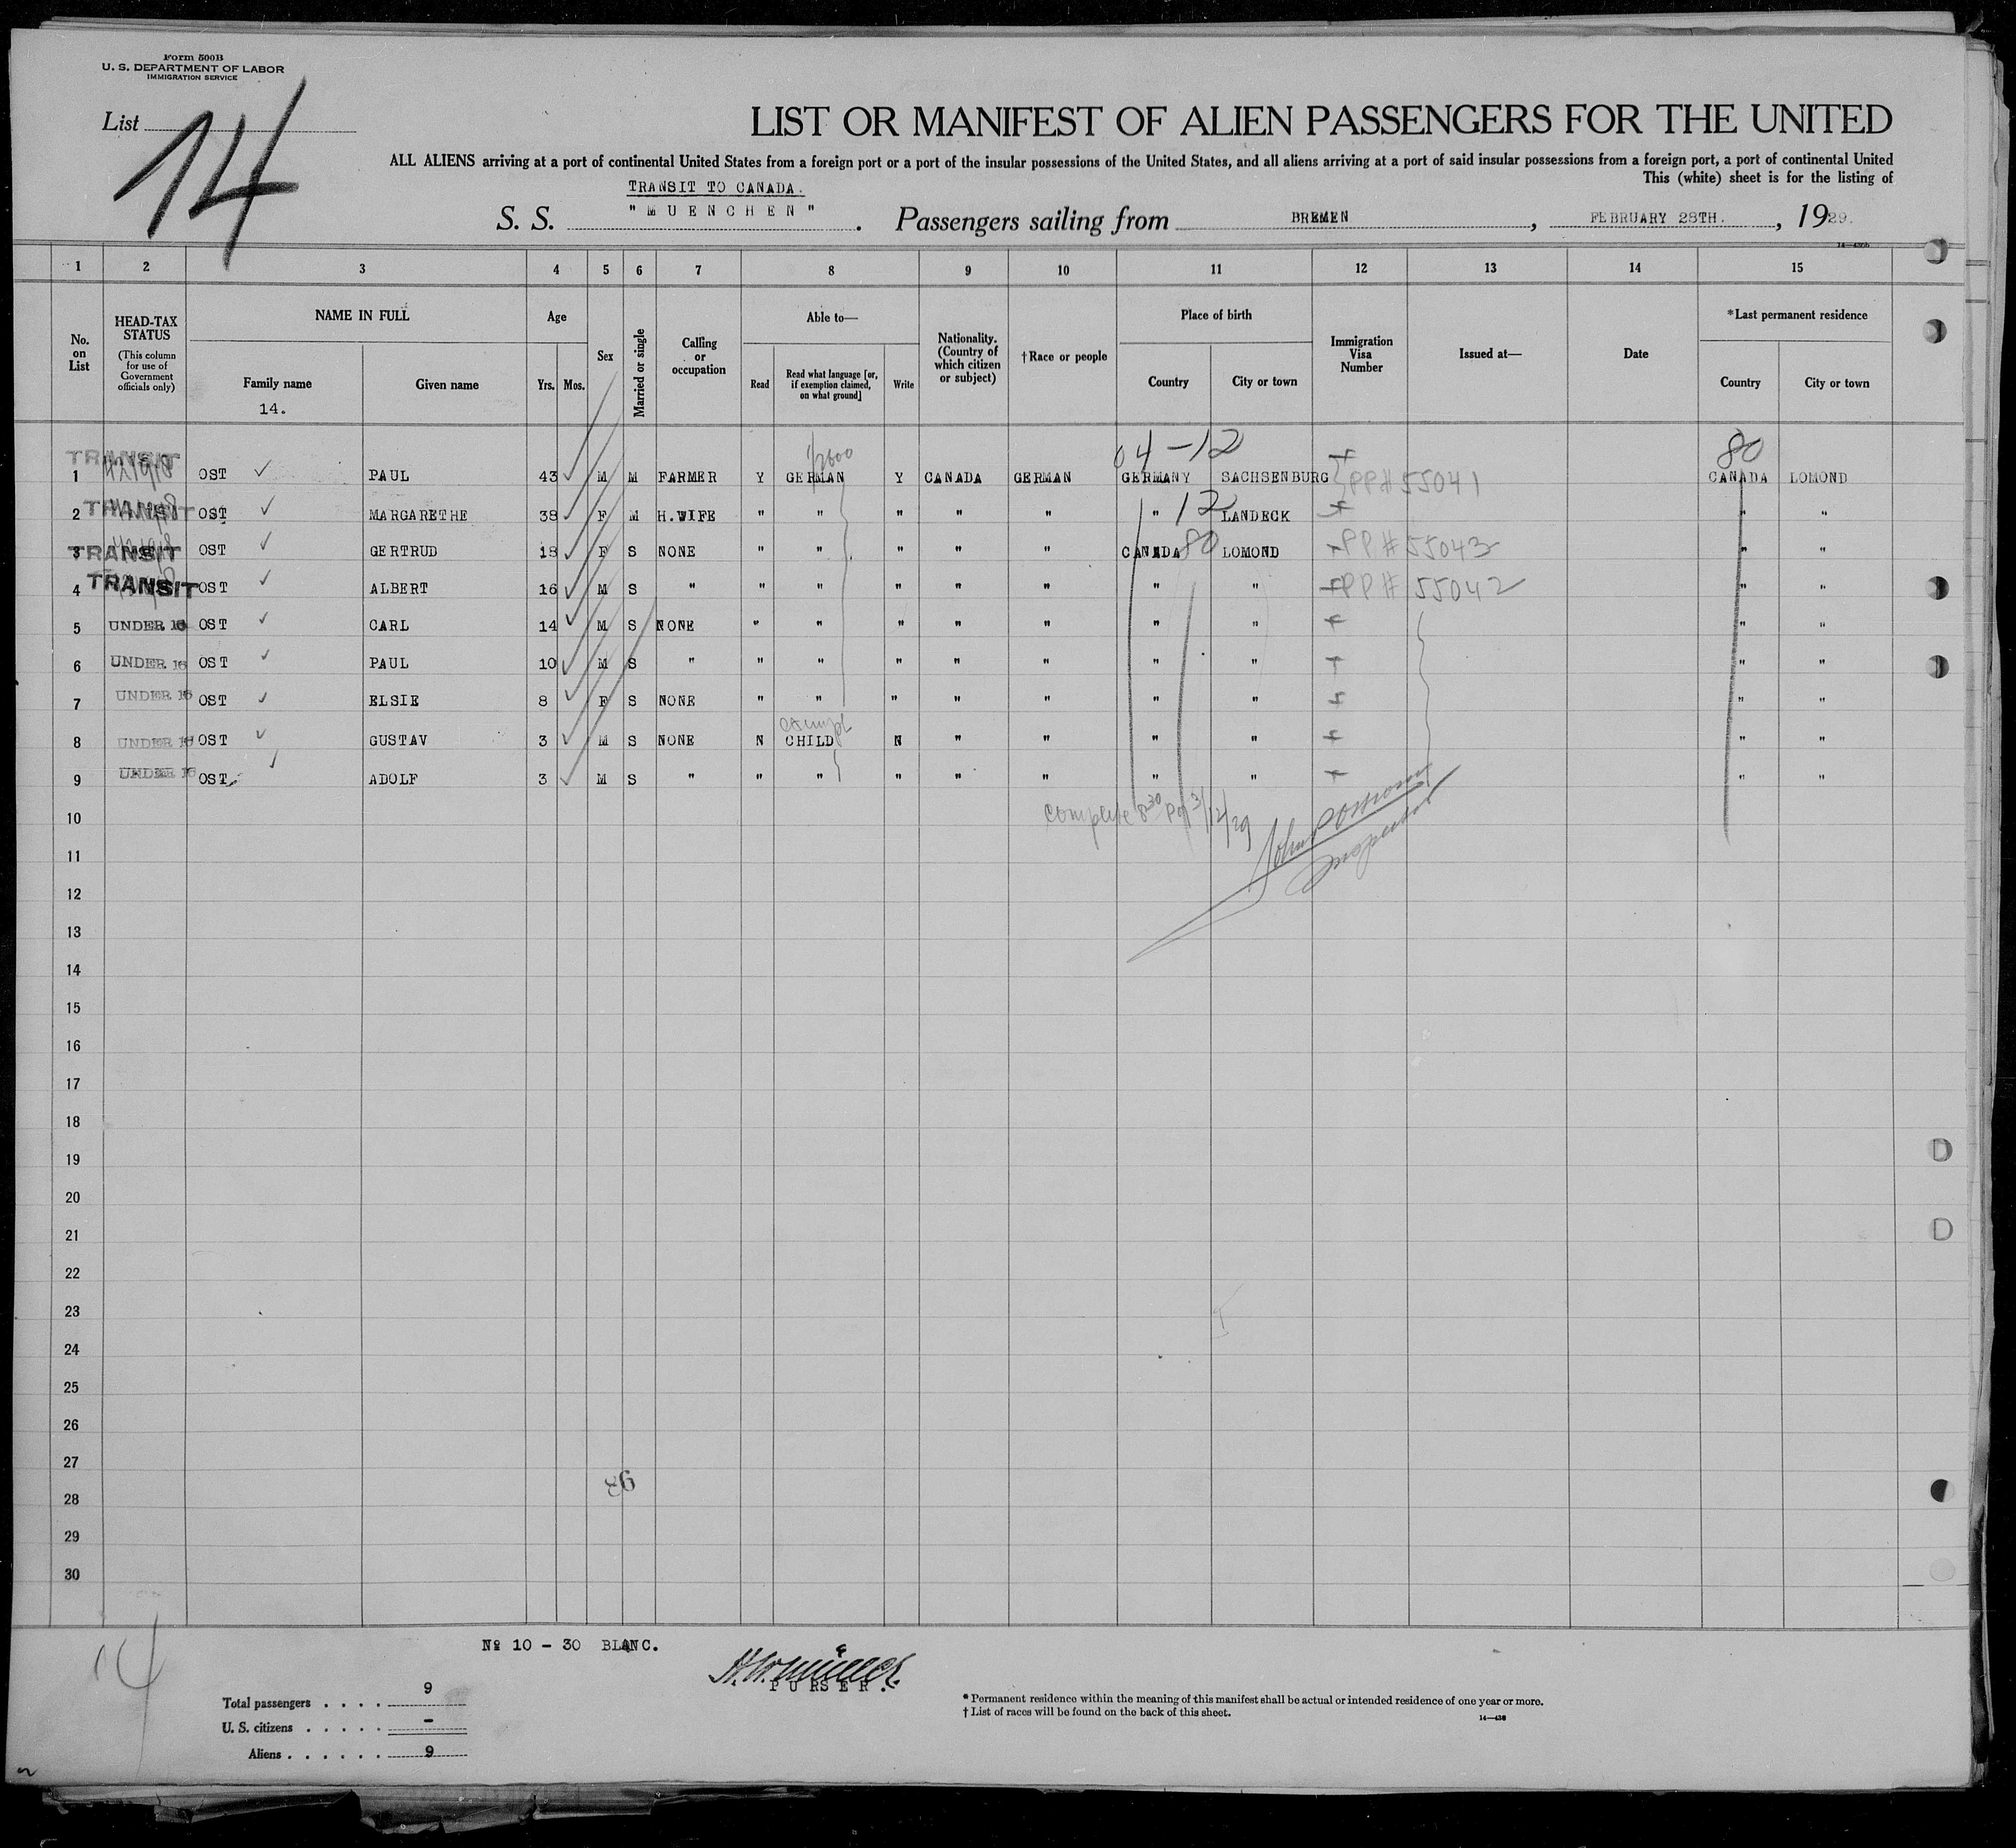 Form 500B
U. S. DEPARTMENT OF LABOR
IMMIGRATION SERVICE
List 14
LIST OR MANIFEST OF ALIEN PASSENGERS FOR THE UNITED
ALL ALIENS arriving at a port of continental United States from a foreign port or a port of the insular possessions of the United States, and all aliens arriving at a port of said insular possessions from a foreign port, a port of continental United
This (white) sheet is for the listing of
TRANSIT TO CANADA.
S. S. "MUENCHEN". Passengers sailing from BREMEN, FEBRUARY 28TH., 1929.
1 2 3 4 5 6 7 8 9 10 11 12 13 14 15
No. on List
HEAD-TAX STATUS (This column for use of Government officials only)
NAME IN FULL
Family name
14.
Given name
Age
Yrs. Mos.
Sex
Married or single
Calling or occupation
Able to—
Read
Read what language [or, if exemption claimed, on what ground]
Write
Nationality. (Country of which citizen or subject)
†Race or people
Place of birth
Country
City or town
Immigration Visa Number
Issued at—
Date
*Last permanent residence
Country
City or town
04-12 80
1 TRANSIT OST PAUL 43 M M FARMER Y GERMAN Y CANADA GERMAN GERMANY SACHSENBURG PP# 55041 CANADA LOMOND
2 TRANSIT OST MARGARETHE 38 F M H.WIFE " " " " " " 12 LANDECK " "
3 TRANSIT OST GERTRUD 18 F S NONE " " " " " CANADA 80 LOMOND PP# 55043 " "
4 TRANSIT OST ALBERT 16 M S " " " " " " " " PP# 55042 " "
5 UNDER 16 OST CARL 14 M S NONE " " " " " " " " "
6 UNDER 16 OST PAUL 10 M S " " " " " " " " " "
7 UNDER 16 OST ELSIE 8 F S NONE " " " " " " " " "
8 UNDER 16 OST GUSTAV 3 M S NONE N CHILD N " " " " " "
9 UNDER 16 OST ADOLF 3 M S " " " " " " " " " "
10 complete 8:30 3/12/29
11 Inspector
12
13
14
15
16
17
18
19
20
21
22
23
24
25
26
27
28
29
30
14
№ 10 - 30 BLANC.
PURSER.
Total passengers . . . . 9
U. S. citizens . . . . . -
Aliens . . . . . . 9
* Permanent residence within the meaning of this manifest shall be actual or intended residence of one year or more.
† List of races will be found on the back of this sheet.